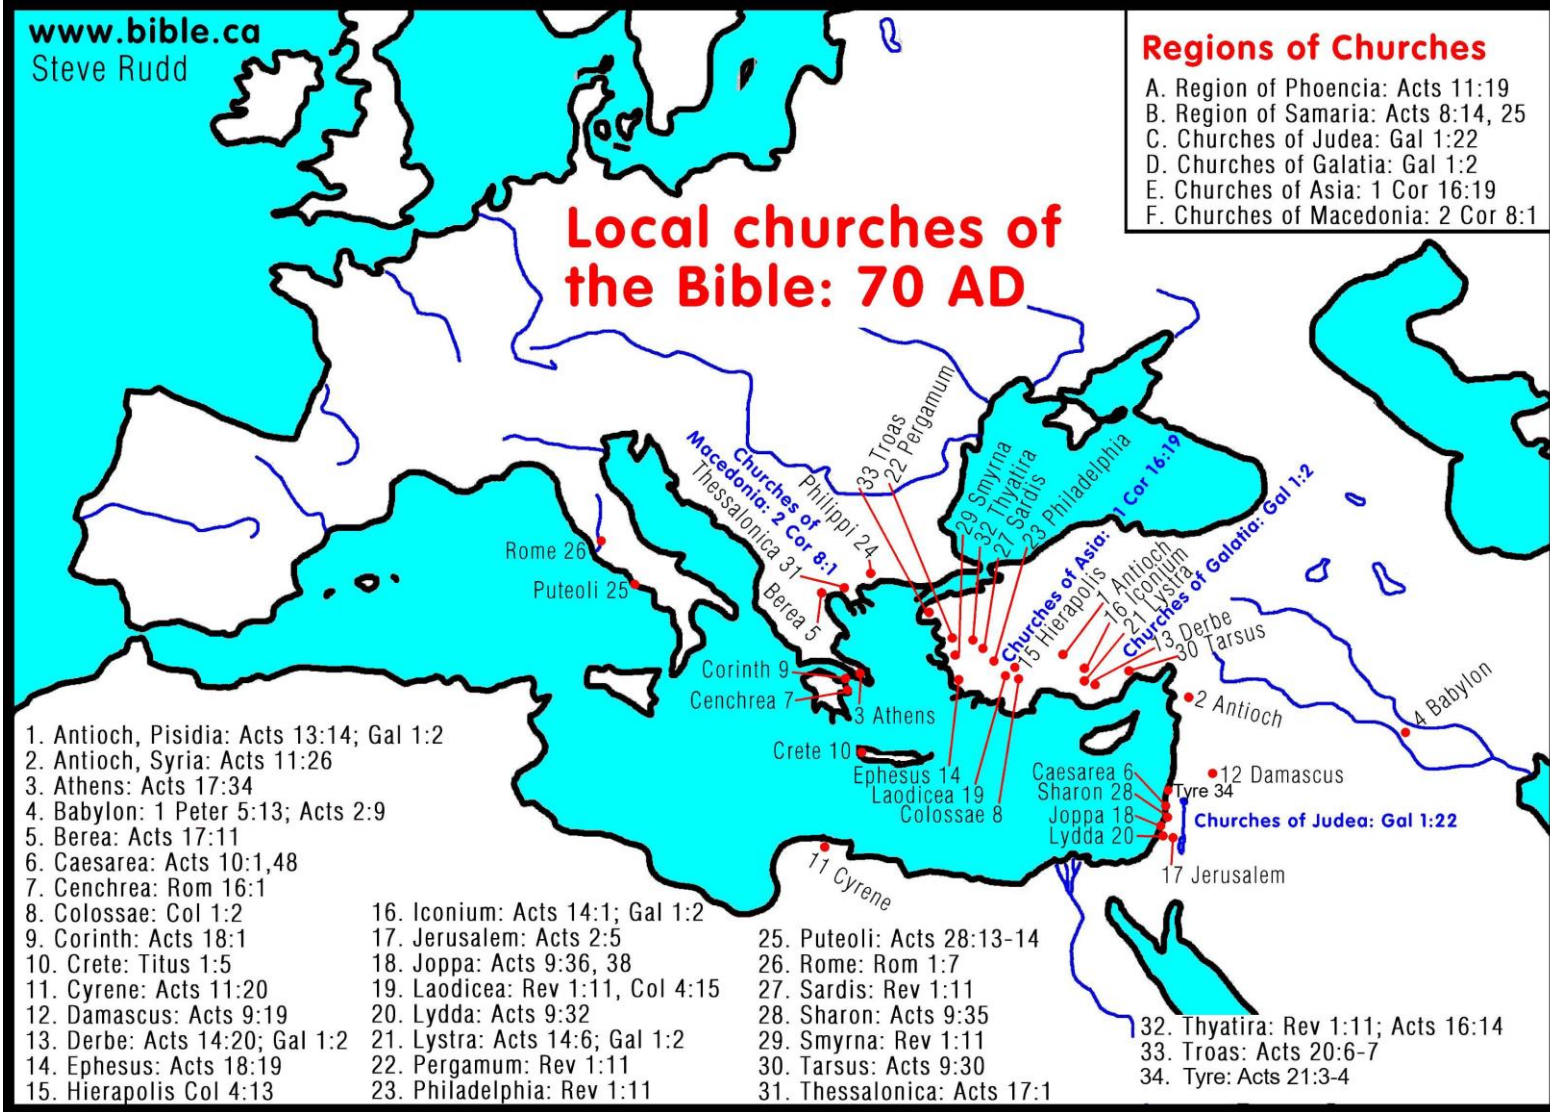 www.bible.ca
Steve Rudd
Regions of Churches
A. Region of Phoencia: Acts 11:19
B. Region of Samaria: Acts 8:14, 25
C. Churches of Judea: Gal 1:22
D. Churches of Galatia: Gal 1:2
E. Churches of Asia: 1 Cor 16:19
F. Churches of Macedonia: 2 Cor 8:1
Local churches of
the Bible: 70 AD
33 Troas
22 Pergamum
29 Smyrna
32 Thyatira
27 Sardis
23 Philadelphia
Churches of
Macedonia: 2 Cor 8:1
Thessalonica 31
Philippi 24
Berea 5
Churches of Asia: 1 Cor 16:19
15 Hierapolis
1 Antioch
16 Iconium
21 Lystra
Churches of Galatia: Gal 1:2
13 Derbe
30 Tarsus
Rome 26
Puteoli 25
Corinth 9
Cenchrea 7
3 Athens
Crete 10
Ephesus 14
Laodicea 19
Colossae 8
2 Antioch
4 Babylon
12 Damascus
Caesarea 6
Tyre 34
Sharon 28
Joppa 18
Lydda 20
Churches of Judea: Gal 1:22
17 Jerusalem
11 Cyrene
1. Antioch, Pisidia: Acts 13:14; Gal 1:2
2. Antioch, Syria: Acts 11:26
3. Athens: Acts 17:34
4. Babylon: 1 Peter 5:13; Acts 2:9
5. Berea: Acts 17:11
6. Caesarea: Acts 10:1,48
7. Cenchrea: Rom 16:1
8. Colossae: Col 1:2
9. Corinth: Acts 18:1
10. Crete: Titus 1:5
11. Cyrene: Acts 11:20
12. Damascus: Acts 9:19
13. Derbe: Acts 14:20; Gal 1:2
14. Ephesus: Acts 18:19
15. Hierapolis Col 4:13
16. Iconium: Acts 14:1; Gal 1:2
17. Jerusalem: Acts 2:5
18. Joppa: Acts 9:36, 38
19. Laodicea: Rev 1:11, Col 4:15
20. Lydda: Acts 9:32
21. Lystra: Acts 14:6; Gal 1:2
22. Pergamum: Rev 1:11
23. Philadelphia: Rev 1:11
25. Puteoli: Acts 28:13-14
26. Rome: Rom 1:7
27. Sardis: Rev 1:11
28. Sharon: Acts 9:35
29. Smyrna: Rev 1:11
30. Tarsus: Acts 9:30
31. Thessalonica: Acts 17:1
32. Thyatira: Rev 1:11; Acts 16:14
33. Troas: Acts 20:6-7
34. Tyre: Acts 21:3-4